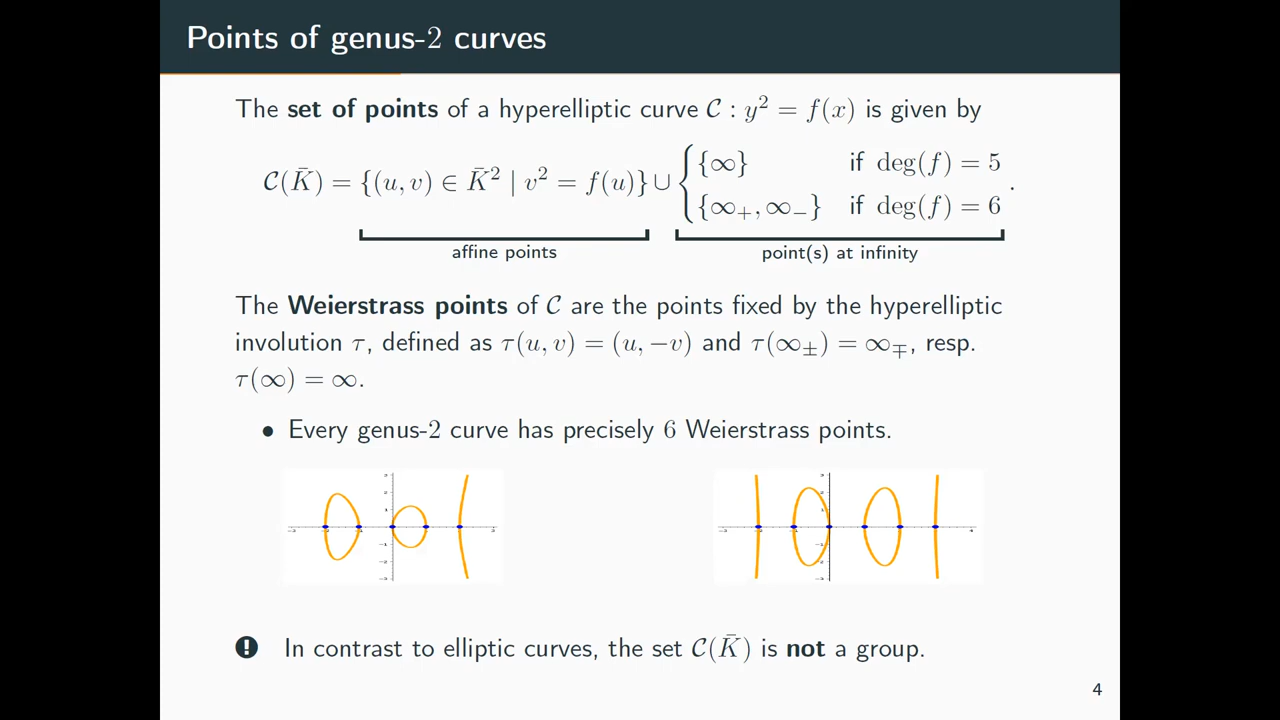 Points of genus-2 curves
The set of points of a hyperelliptic curve 𝒞 : y² = f(x) is given by
𝒞(K̄) = {(u, v) ∈ K̄² | v² = f(u)} ∪ { {∞} if deg(f) = 5
{∞₊, ∞₋} if deg(f) = 6 .
affine points point(s) at infinity
The Weierstrass points of 𝒞 are the points fixed by the hyperelliptic
involution τ, defined as τ(u, v) = (u, −v) and τ(∞±) = ∞∓, resp.
τ(∞) = ∞.
• Every genus-2 curve has precisely 6 Weierstrass points.
! In contrast to elliptic curves, the set 𝒞(K̄) is not a group.
4